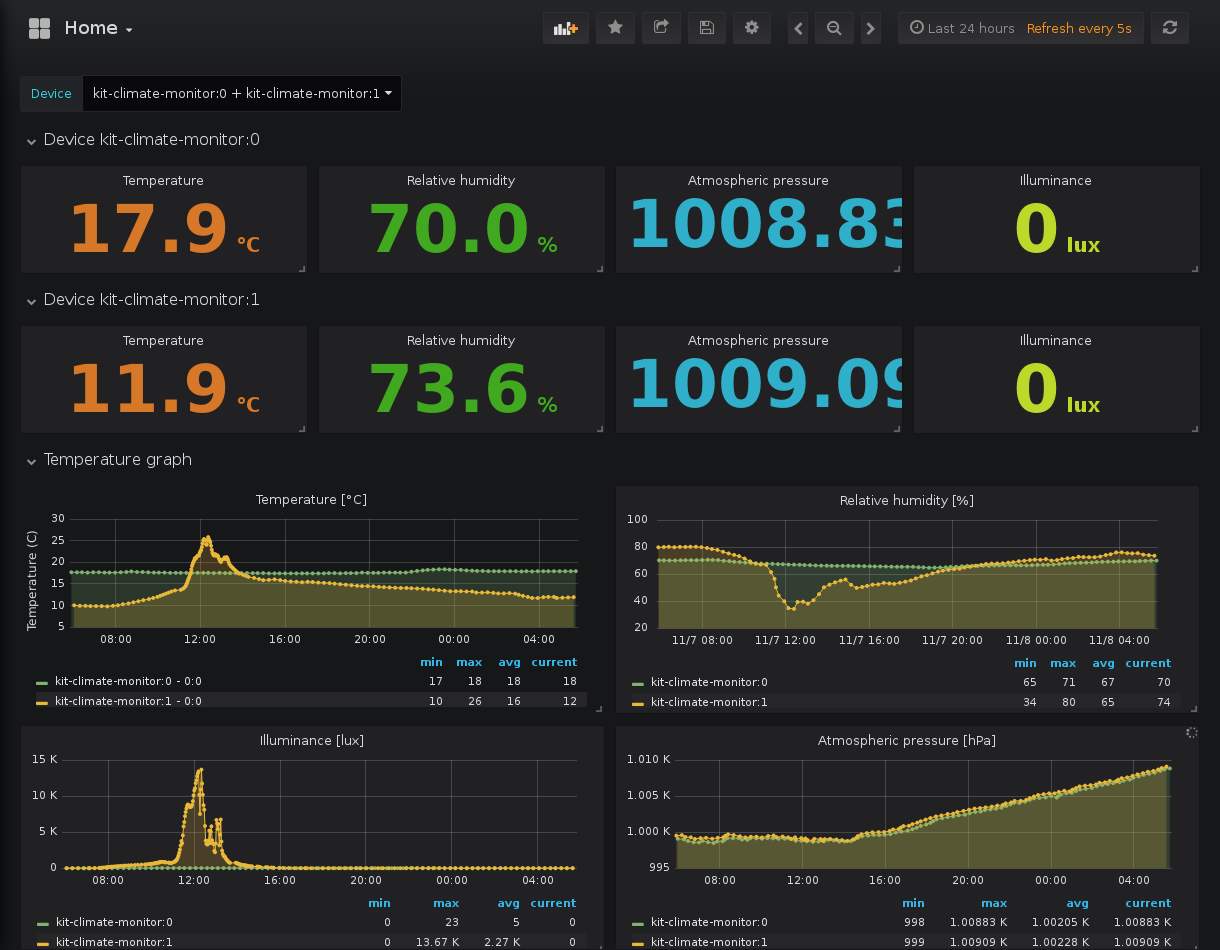 Home
Last 24 hours Refresh every 5s
Device kit-climate-monitor:0 + kit-climate-monitor:1
Device kit-climate-monitor:0
Temperature Relative humidity Atmospheric pressure Illuminance
17.9 °C 70.0 % 1008.83 0 lux
Device kit-climate-monitor:1
Temperature Relative humidity Atmospheric pressure Illuminance
11.9 °C 73.6 % 1009.09 0 lux
Temperature graph
Temperature [°C]
Temperature (C)
30
25
20
15
10
5
08:00 12:00 16:00 20:00 00:00 04:00
min max avg current
kit-climate-monitor:0 - 0:0 17 18 18 18
kit-climate-monitor:1 - 0:0 10 26 16 12
Relative humidity [%]
100
80
60
40
20
11/7 08:00 11/7 12:00 11/7 16:00 11/7 20:00 11/8 00:00 11/8 04:00
min max avg current
kit-climate-monitor:0 65 71 67 70
kit-climate-monitor:1 34 80 65 74
Illuminance [lux]
15 K
10 K
5 K
0
08:00 12:00 16:00 20:00 00:00 04:00
min max avg current
kit-climate-monitor:0 0 23 5 0
kit-climate-monitor:1 0 13.67 K 2.27 K 0
Atmospheric pressure [hPa]
1.010 K
1.005 K
1.000 K
995
08:00 12:00 16:00 20:00 00:00 04:00
min max avg current
kit-climate-monitor:0 998 1.00883 K 1.00205 K 1.00883 K
kit-climate-monitor:1 999 1.00909 K 1.00228 K 1.00909 K